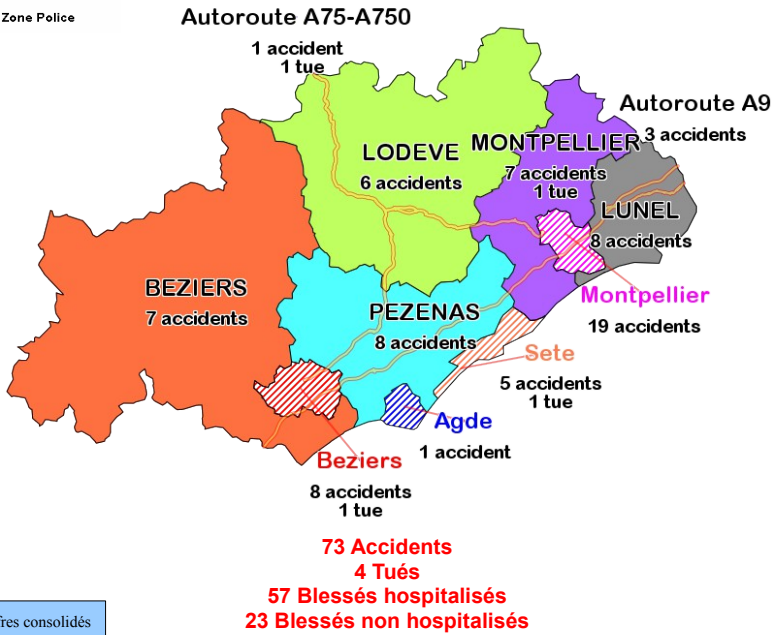 Zone Police
Autoroute A75-A750
1 accident
1 tue
Autoroute A9
3 accidents
LODEVE
6 accidents
MONTPELLIER
7 accidents
1 tue
LUNEL
8 accidents
BEZIERS
7 accidents
PEZENAS
8 accidents
Montpellier
19 accidents
Sete
5 accidents
1 tue
Agde
1 accident
Beziers
8 accidents
1 tue
73 Accidents
4 Tués
57 Blessés hospitalisés
23 Blessés non hospitalisés
consolidés